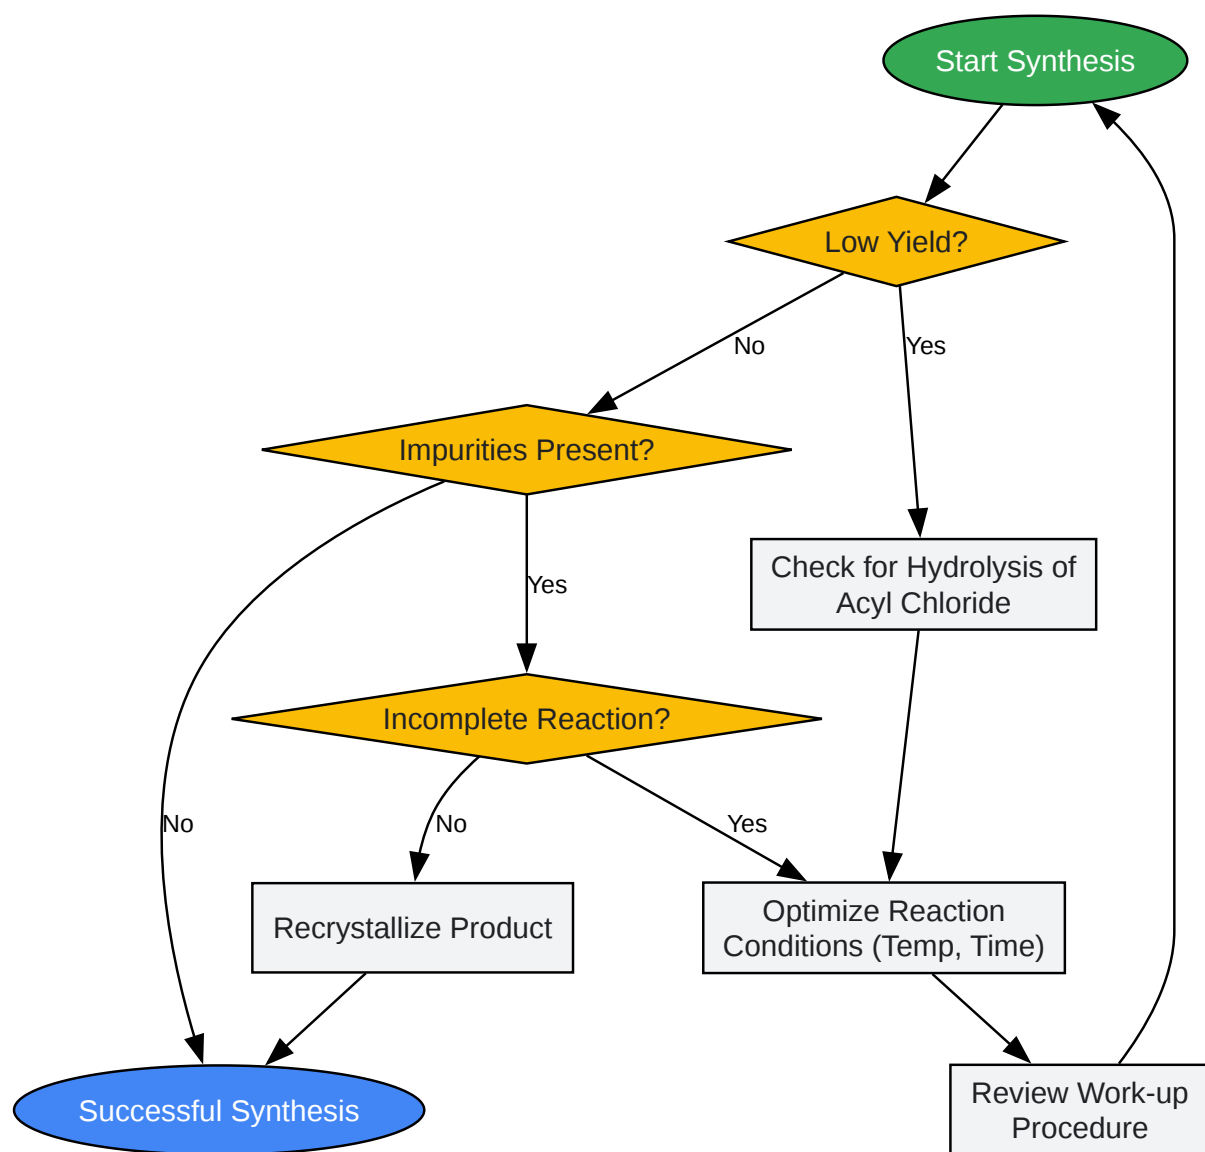 Start Synthesis
Low Yield?
No
Yes
Impurities Present?
Check for Hydrolysis of
Acyl Chloride
Yes
Incomplete Reaction?
No
No
Yes
Recrystallize Product
Optimize Reaction
Conditions (Temp, Time)
Successful Synthesis
Review Work-up
Procedure